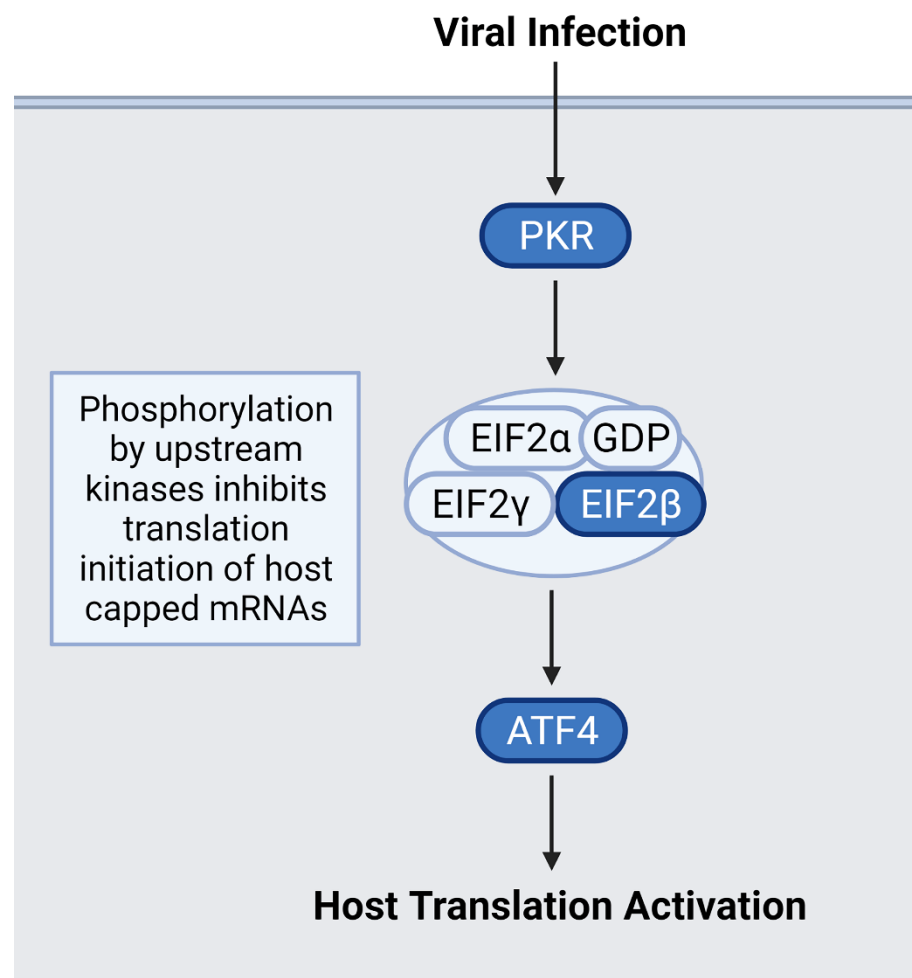 Viral Infection
PKR
Phosphorylation
by upstream
kinases inhibits
translation
initiation of host
capped mRNAs
EIF2α GDP
EIF2γ EIF2β
ATF4
Host Translation Activation